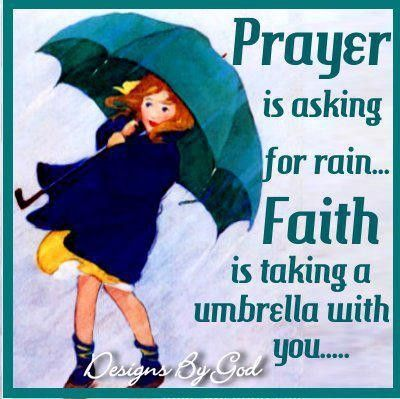 Prayer
is asking
for rain...
Faith
is taking a
umbrella with
you.....
Designs By God